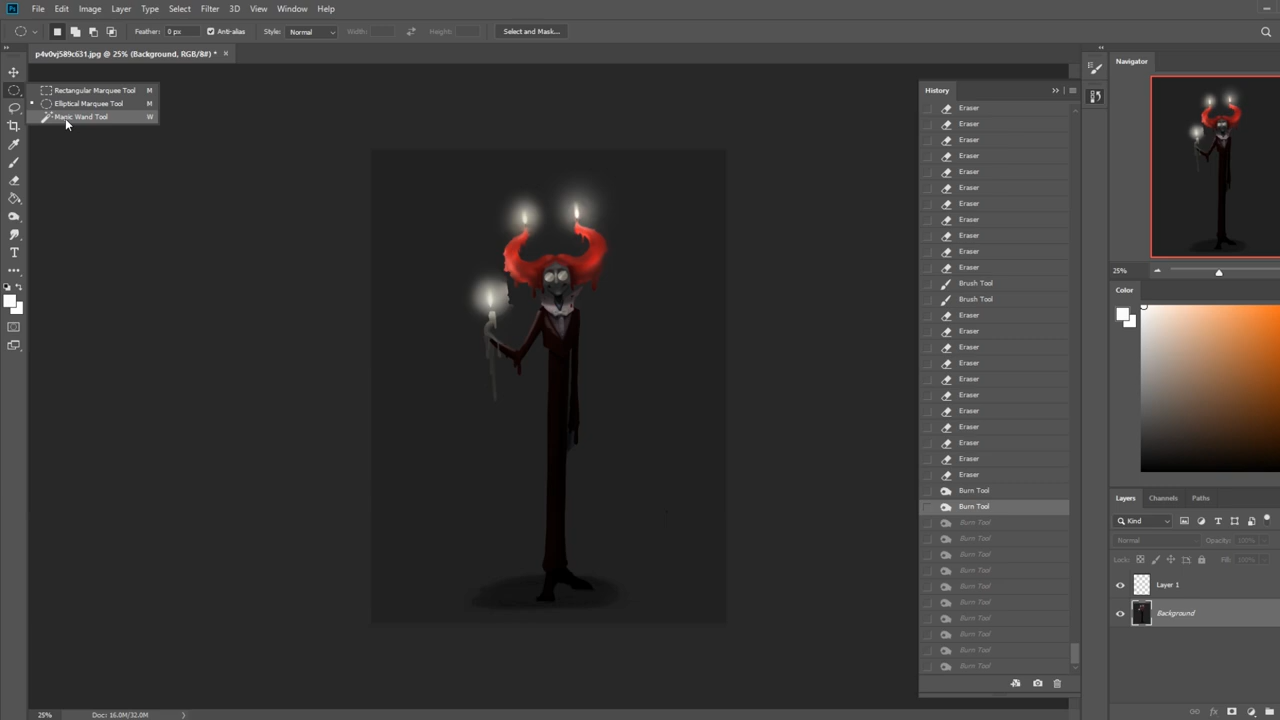 Ps File Edit Image Layer Type Select Filter 3D View Window Help
Feather: 0 px Anti-alias Style: Normal Width: Height: Select and Mask...
p4v0vj589c631.jpg @ 25% (Background, RGB/8#) * ×
Rectangular Marquee Tool M
Elliptical Marquee Tool M
Magic Wand Tool W
History
Eraser
Eraser
Eraser
Eraser
Eraser
Eraser
Eraser
Eraser
Eraser
Eraser
Eraser
Brush Tool
Brush Tool
Eraser
Eraser
Eraser
Eraser
Eraser
Eraser
Eraser
Eraser
Eraser
Eraser
Eraser
Burn Tool
Burn Tool
Burn Tool
Burn Tool
Burn Tool
Burn Tool
Burn Tool
Burn Tool
Burn Tool
Burn Tool
Burn Tool
Burn Tool
Navigator
25%
Color
Layers Channels Paths
Kind
Normal Opacity: 100%
Lock: Fill: 100%
Layer 1
Background
25% Doc: 16.0M/32.0M